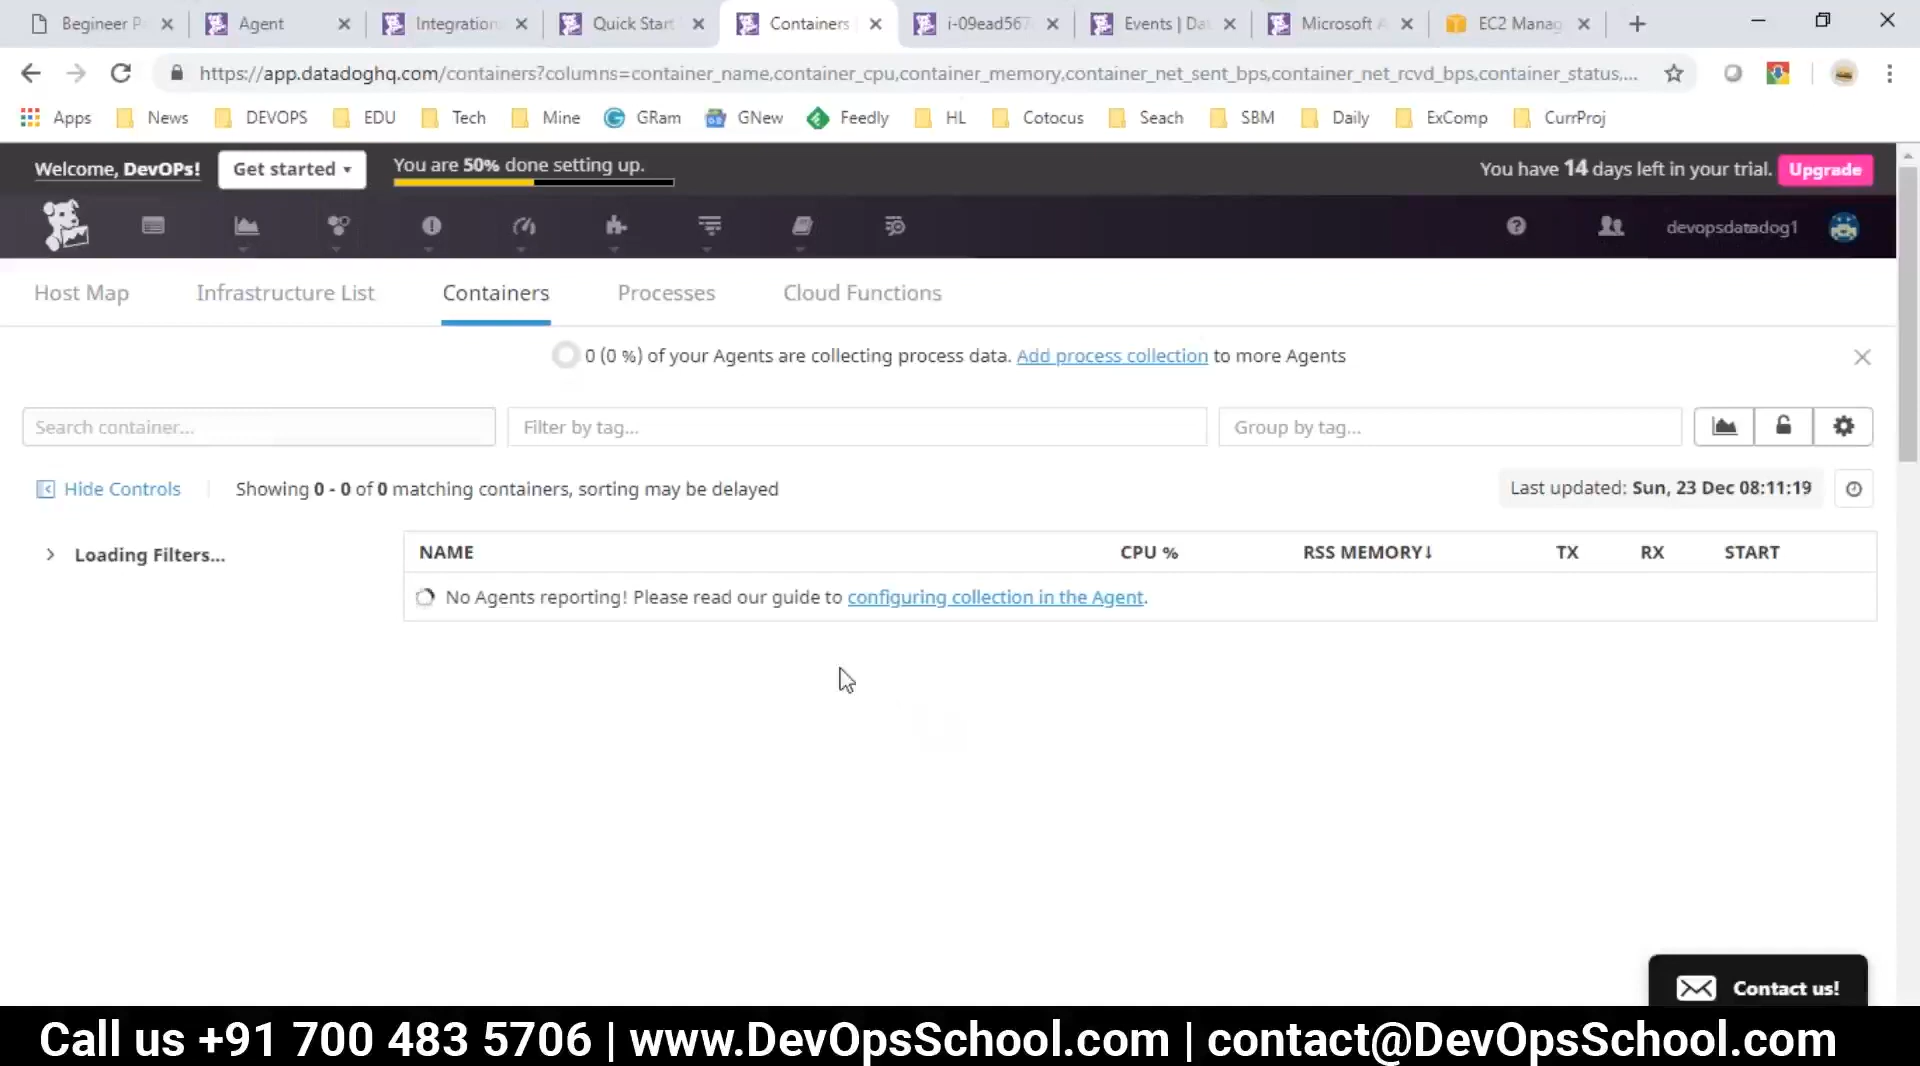 Begineer P
Agent
Integration
Quick Start
Containers
i-09ead567
Events | Da
Microsoft A
EC2 Manag
https://app.datadoghq.com/containers?columns=container_name,container_cpu,container_memory,container_net_sent_bps,container_net_rcvd_bps,container_status,...
Apps
News
DEVOPS
EDU
Tech
Mine
GRam
GNew
Feedly
HL
Cotocus
Seach
SBM
Daily
ExComp
CurrProj
Welcome, DevOPs!
Get started
You are 50% done setting up.
You have 14 days left in your trial.
Upgrade
devopsdatadog1
Host Map
Infrastructure List
Containers
Processes
Cloud Functions
0 (0 %) of your Agents are collecting process data. Add process collection to more Agents
Search container...
Filter by tag...
Group by tag...
Hide Controls
Showing 0 - 0 of 0 matching containers, sorting may be delayed
Last updated: Sun, 23 Dec 08:11:19
Loading Filters...
NAME
CPU %
RSS MEMORY↓
TX
RX
START
No Agents reporting! Please read our guide to configuring collection in the Agent.
Contact us!
Call us +91 700 483 5706 | www.DevOpsSchool.com | contact@DevOpsSchool.com